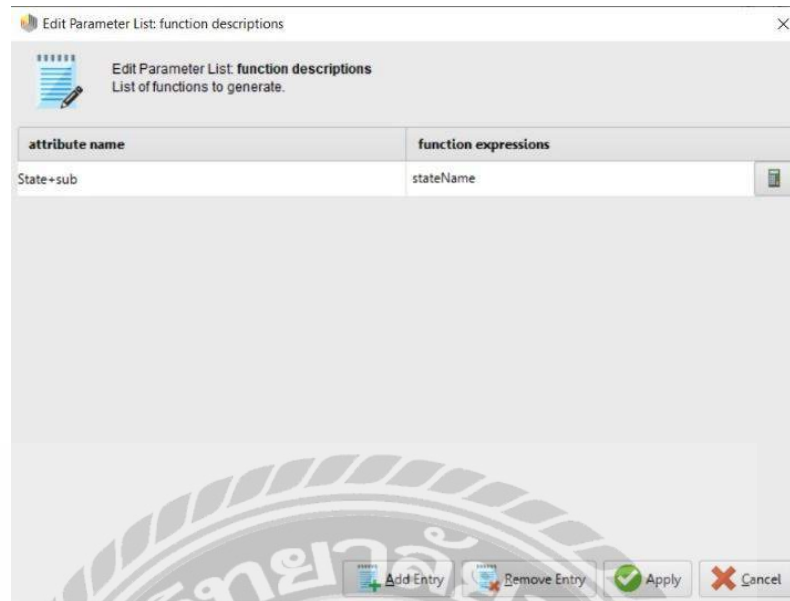 Edit Parameter List: function descriptions
Edit Parameter List: function descriptions
List of functions to generate.
attribute name function expressions
State+sub stateName
Add Entry Remove Entry Apply Cancel